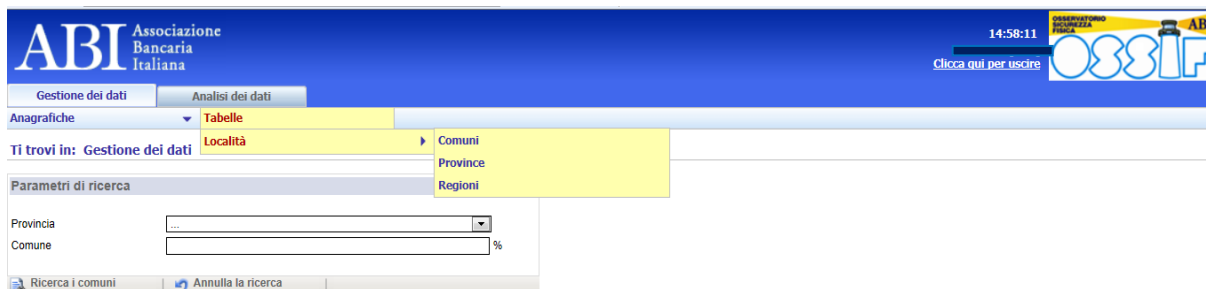 ABI Associazione
Bancaria
Italiana
14:58:11
Clicca qui per uscire
OSSERVATORIO
SICUREZZA
FISICA
AB
OSSIF
Gestione dei dati Analisi dei dati
Anagrafiche Tabelle
Località Comuni
Ti trovi in: Gestione dei dati
Province
Parametri di ricerca Regioni
Provincia ...
Comune %
Ricerca i comuni Annulla la ricerca